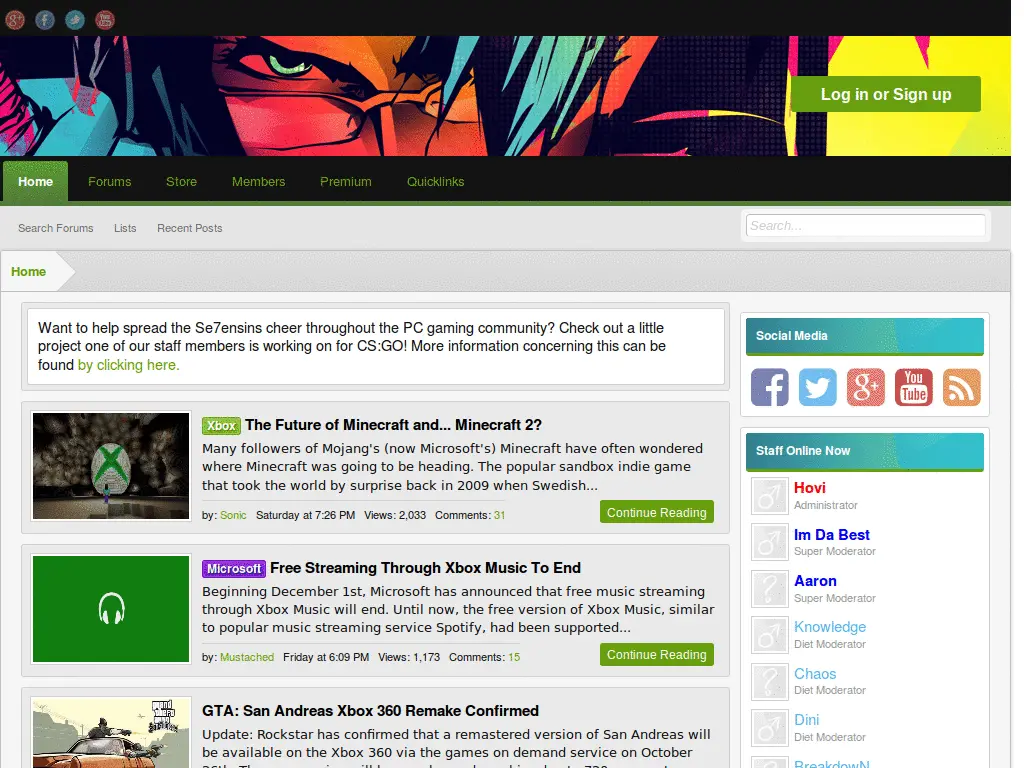 Log in or Sign up
Home Forums Store Members Premium Quicklinks
Search Forums Lists Recent Posts
Search...
Home
Want to help spread the Se7ensins cheer throughout the PC gaming community? Check out a little
project one of our staff members is working on for CS:GO! More information concerning this can be
found by clicking here.
Xbox The Future of Minecraft and... Minecraft 2?
Many followers of Mojang's (now Microsoft's) Minecraft have often wondered
where Minecraft was going to be heading. The popular sandbox indie game
that took the world by surprise back in 2009 when Swedish...
by: Sonic Saturday at 7:26 PM Views: 2,033 Comments: 31
Continue Reading
Microsoft Free Streaming Through Xbox Music To End
Beginning December 1st, Microsoft has announced that free music streaming
through Xbox Music will end. Until now, the free version of Xbox Music, similar
to popular music streaming service Spotify, had been supported...
by: Mustached Friday at 6:09 PM Views: 1,173 Comments: 15
Continue Reading
GTA: San Andreas Xbox 360 Remake Confirmed
Update: Rockstar has confirmed that a remastered version of San Andreas will
be available on the Xbox 360 via the games on demand service on October
Social Media
You
Tube
Staff Online Now
Hovi
Administrator
Im Da Best
Super Moderator
Aaron
Super Moderator
Knowledge
Diet Moderator
Chaos
Diet Moderator
Dini
Diet Moderator
BreakdowN